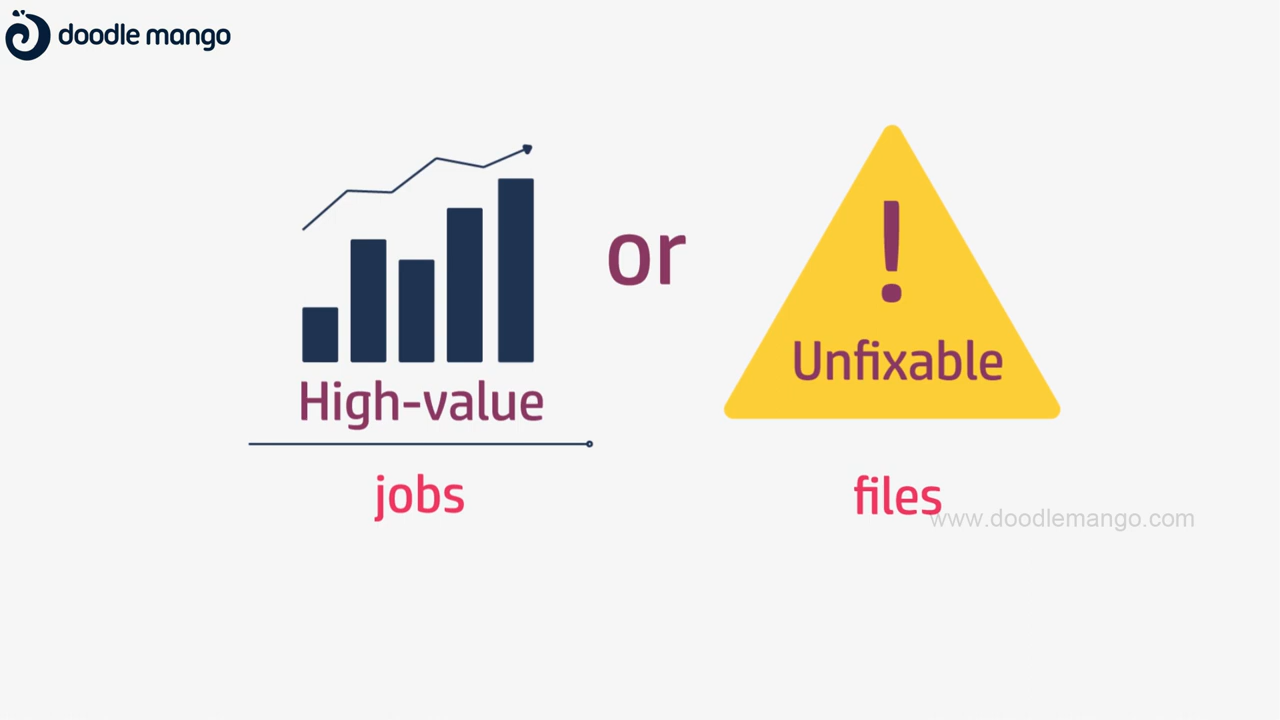 doodle mango
or
!
Unfixable
High-value
jobs
files
www.doodlemango.com